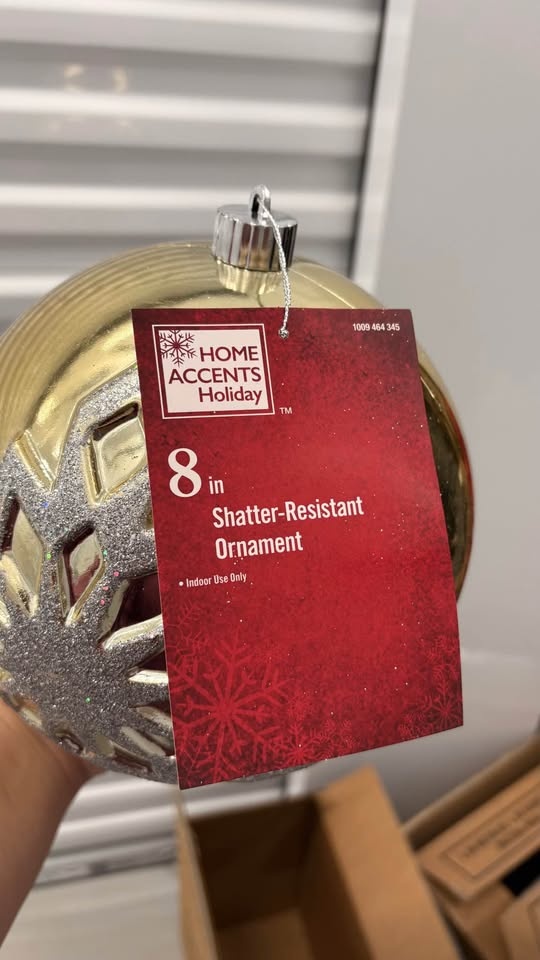 1009 464 345
HOME
ACCENTS
Holiday
TM
8 in
Shatter-Resistant
Ornament
• Indoor Use Only